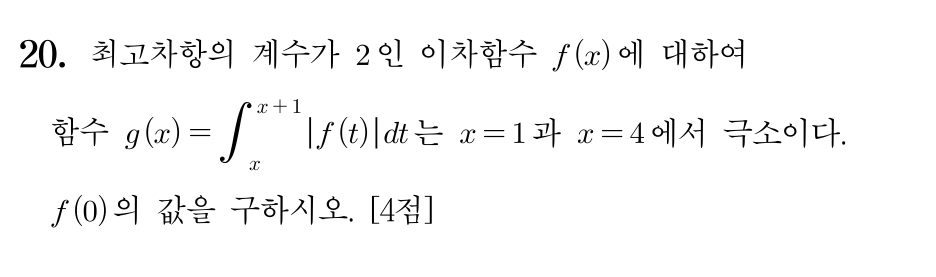 20. 최고차항의 계수가 2인 이차함수 f(x)에 대하여
함수 g(x)=∫_x^{x+1}|f(t)|dt는 x=1과 x=4에서 극소이다.
f(0)의 값을 구하시오. [4점]